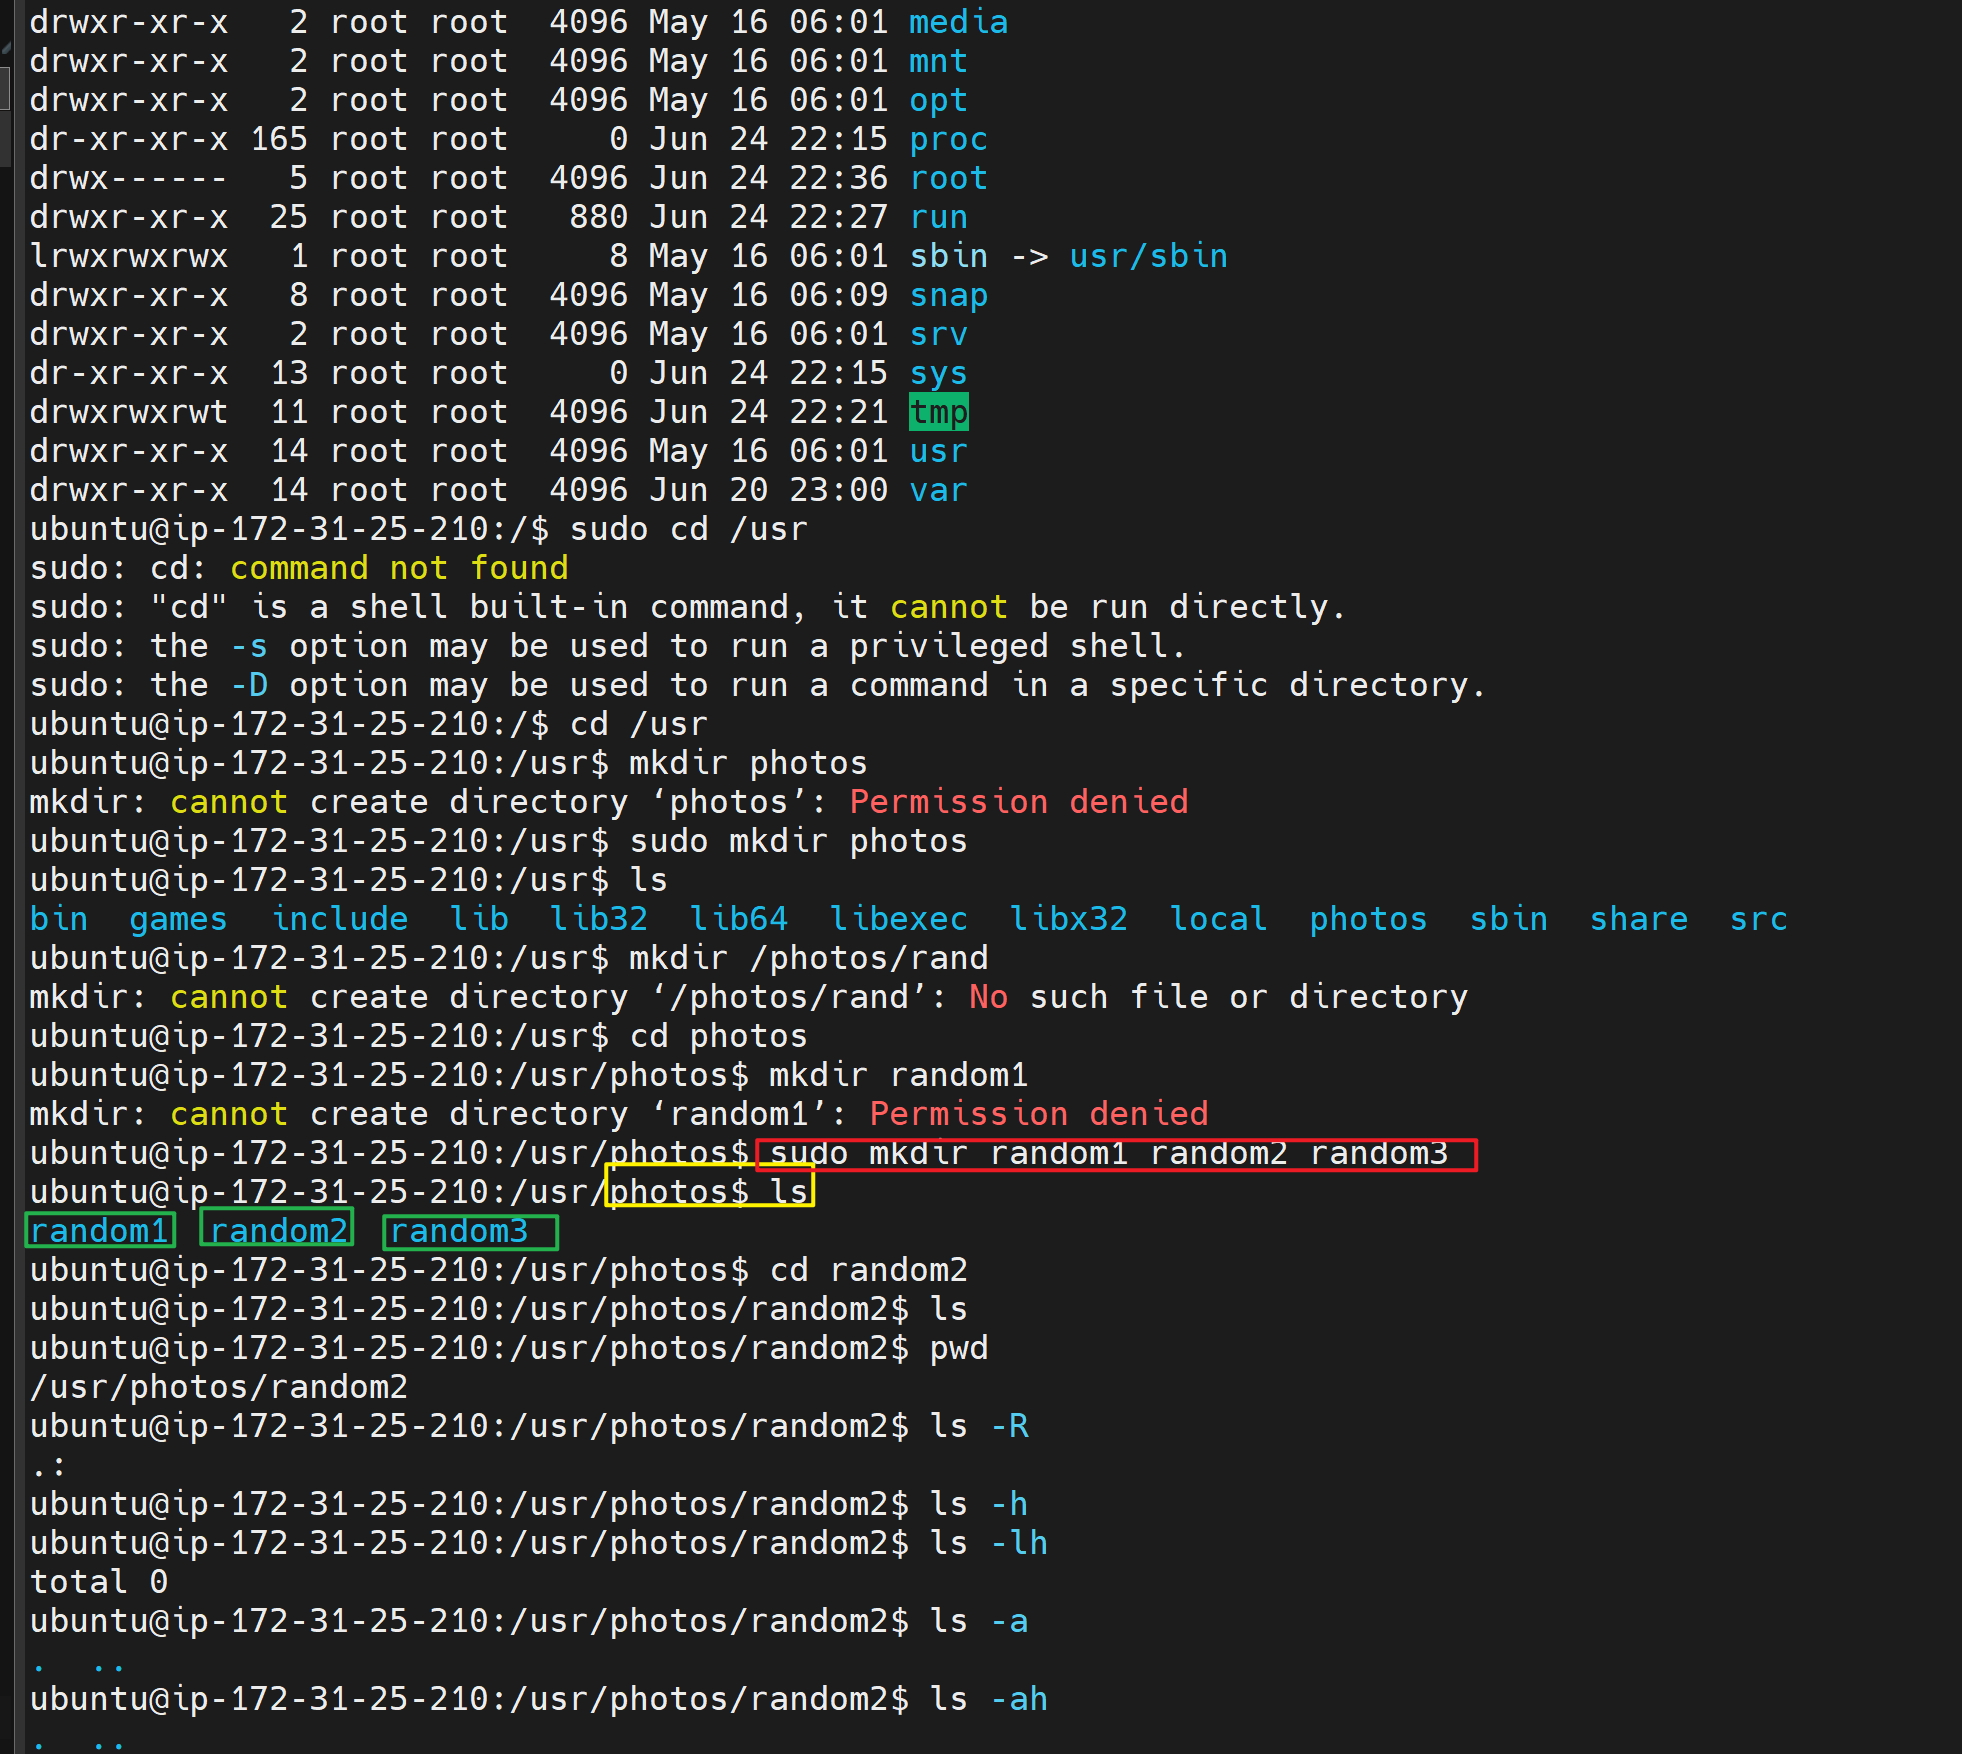 drwxr-xr-x   2 root root  4096 May 16 06:01 media
drwxr-xr-x   2 root root  4096 May 16 06:01 mnt
drwxr-xr-x   2 root root  4096 May 16 06:01 opt
dr-xr-xr-x 165 root root     0 Jun 24 22:15 proc
drwx------   5 root root  4096 Jun 24 22:36 root
drwxr-xr-x  25 root root   880 Jun 24 22:27 run
lrwxrwxrwx   1 root root     8 May 16 06:01 sbin -> usr/sbin
drwxr-xr-x   8 root root  4096 May 16 06:09 snap
drwxr-xr-x   2 root root  4096 May 16 06:01 srv
dr-xr-xr-x  13 root root     0 Jun 24 22:15 sys
drwxrwxrwt  11 root root  4096 Jun 24 22:21 tmp
drwxr-xr-x  14 root root  4096 May 16 06:01 usr
drwxr-xr-x  14 root root  4096 Jun 20 23:00 var
ubuntu@ip-172-31-25-210:/$ sudo cd /usr
sudo: cd: command not found
sudo: "cd" is a shell built-in command, it cannot be run directly.
sudo: the -s option may be used to run a privileged shell.
sudo: the -D option may be used to run a command in a specific directory.
ubuntu@ip-172-31-25-210:/$ cd /usr
ubuntu@ip-172-31-25-210:/usr$ mkdir photos
mkdir: cannot create directory ‘photos’: Permission denied
ubuntu@ip-172-31-25-210:/usr$ sudo mkdir photos
ubuntu@ip-172-31-25-210:/usr$ ls
bin  games  include  lib  lib32  lib64  libexec  libx32  local  photos  sbin  share  src
ubuntu@ip-172-31-25-210:/usr$ mkdir /photos/rand
mkdir: cannot create directory ‘/photos/rand’: No such file or directory
ubuntu@ip-172-31-25-210:/usr$ cd photos
ubuntu@ip-172-31-25-210:/usr/photos$ mkdir random1
mkdir: cannot create directory ‘random1’: Permission denied
ubuntu@ip-172-31-25-210:/usr/photos$ sudo mkdir random1 random2 random3
ubuntu@ip-172-31-25-210:/usr/photos$ ls
random1  random2  random3
ubuntu@ip-172-31-25-210:/usr/photos$ cd random2
ubuntu@ip-172-31-25-210:/usr/photos/random2$ ls
ubuntu@ip-172-31-25-210:/usr/photos/random2$ pwd
/usr/photos/random2
ubuntu@ip-172-31-25-210:/usr/photos/random2$ ls -R
.:
ubuntu@ip-172-31-25-210:/usr/photos/random2$ ls -h
ubuntu@ip-172-31-25-210:/usr/photos/random2$ ls -lh
total 0
ubuntu@ip-172-31-25-210:/usr/photos/random2$ ls -a
.  ..
ubuntu@ip-172-31-25-210:/usr/photos/random2$ ls -ah
.  ..